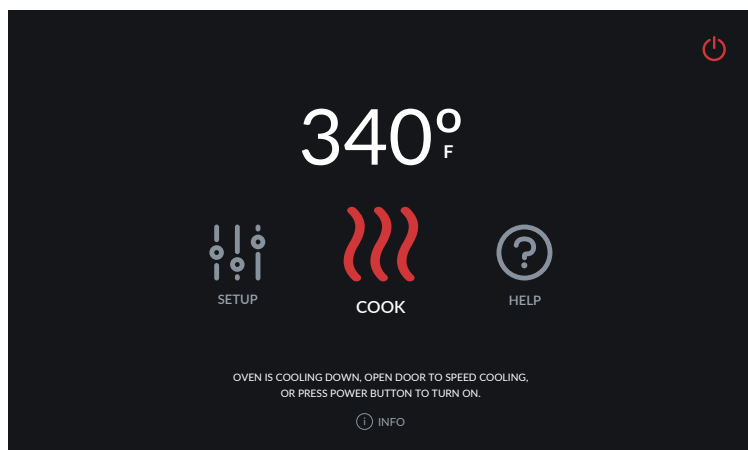 340°
F
SETUP
COOK
HELP
OVEN IS COOLING DOWN, OPEN DOOR TO SPEED COOLING,
OR PRESS POWER BUTTON TO TURN ON.
INFO